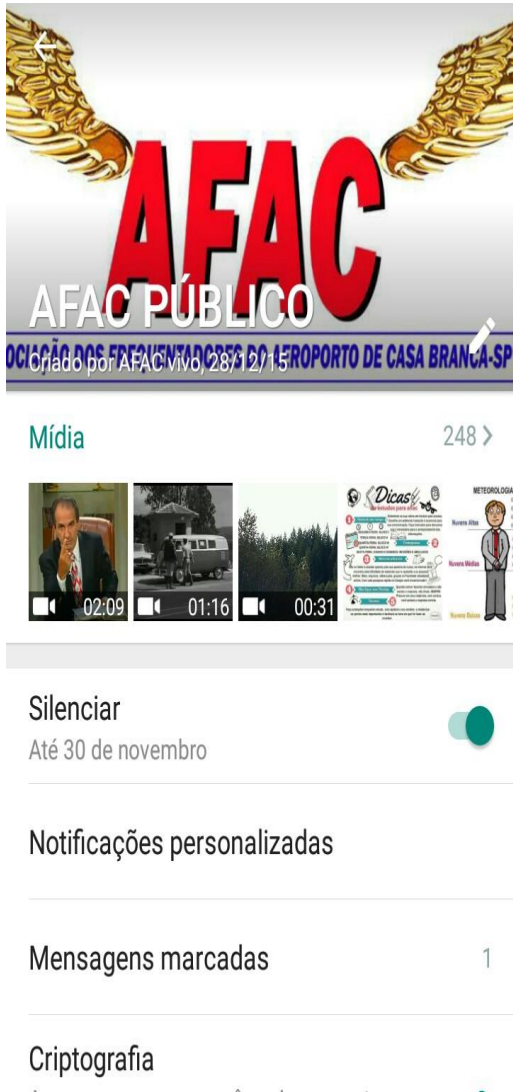 AFAC
AFAC PÚBLICO
OCIAÇÃO DOS FREQUENTADORES DO AEROPORTO DE CASA BRANCA-SP
Criado por AFAC vivo, 28/12/15
Mídia
248
02:09
01:16
00:31
Dicas
METEOROLOGIA
Nuvens Altas
Nuvens Médias
Nuvens Baixas
Silenciar
Até 30 de novembro
Notificações personalizadas
Mensagens marcadas
1
Criptografia